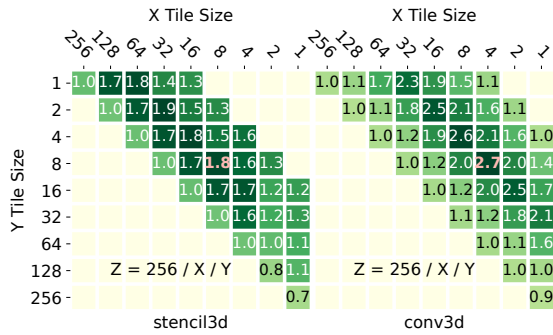 X Tile Size X Tile Size
256 128 64 32 16 8 4 2 1 256 128 64 32 16 8 4 2 1
Y Tile Size
1 1.0 1.7 1.8 1.4 1.3 1.0 1.1 1.7 2.3 1.9 1.5 1.1
2 1.0 1.7 1.9 1.5 1.3 1.0 1.1 1.8 2.5 2.1 1.6 1.1
4 1.0 1.7 1.8 1.5 1.6 1.0 1.2 1.9 2.6 2.1 1.6 1.0
8 1.0 1.7 1.8 1.6 1.3 1.0 1.2 2.0 2.7 2.0 1.4
16 1.0 1.7 1.7 1.2 1.2 1.0 1.2 2.0 2.5 1.7
32 1.0 1.6 1.2 1.3 1.1 1.2 1.8 2.1
64 1.0 1.0 1.1 1.0 1.1 1.6
128 Z = 256 / X / Y 0.8 1.1 Z = 256 / X / Y 1.0 1.0
256 0.7 0.9
stencil3d conv3d